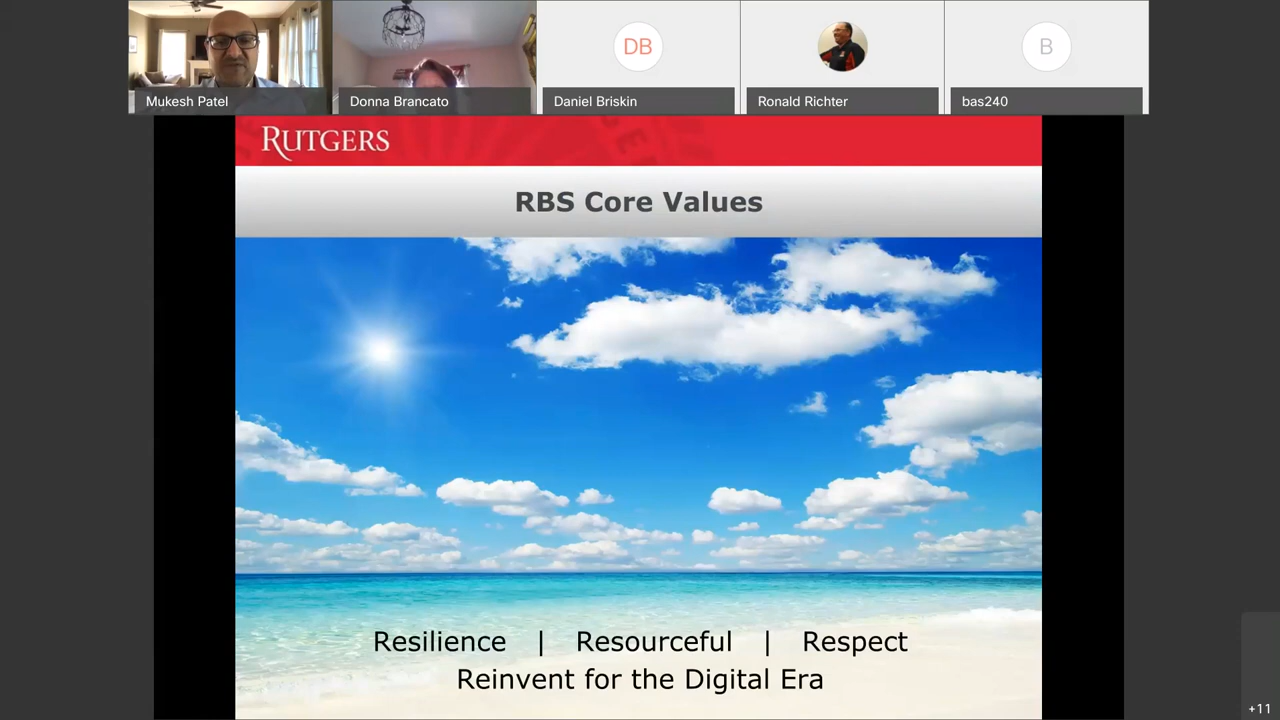 Mukesh Patel
Donna Brancato
DB
Daniel Briskin
Ronald Richter
B
bas240
RUTGERS
RBS Core Values
Resilience | Resourceful | Respect
Reinvent for the Digital Era
+11